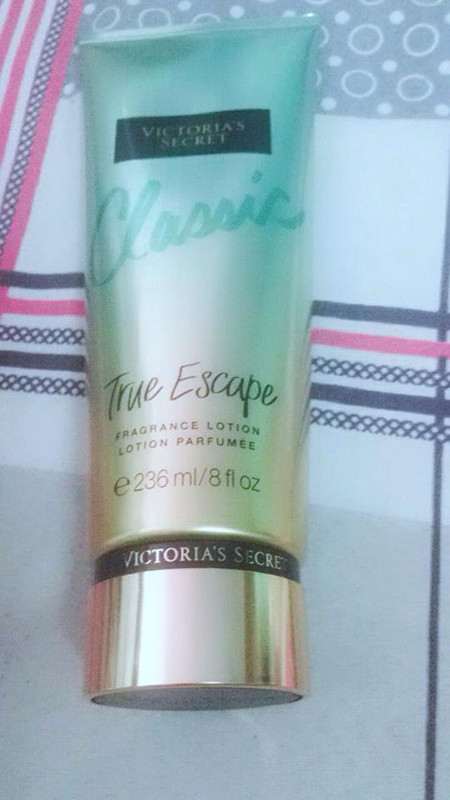 VICTORIA'S
SECRET
Classic
True Escape
FRAGRANCE LOTION
LOTION PARFUMÉE
e 236 ml/8 fl oz
VICTORIA'S SECRET